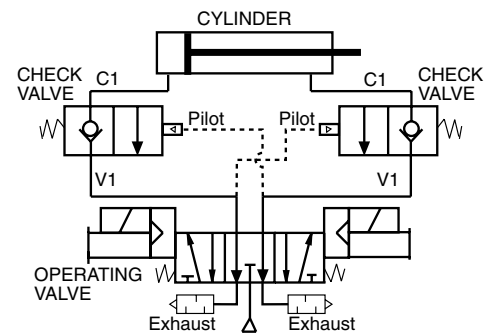 CYLINDER
CHECK
VALVE
C1
C1
CHECK
VALVE
Pilot
Pilot
V1
V1
OPERATING
VALVE
Exhaust
Exhaust